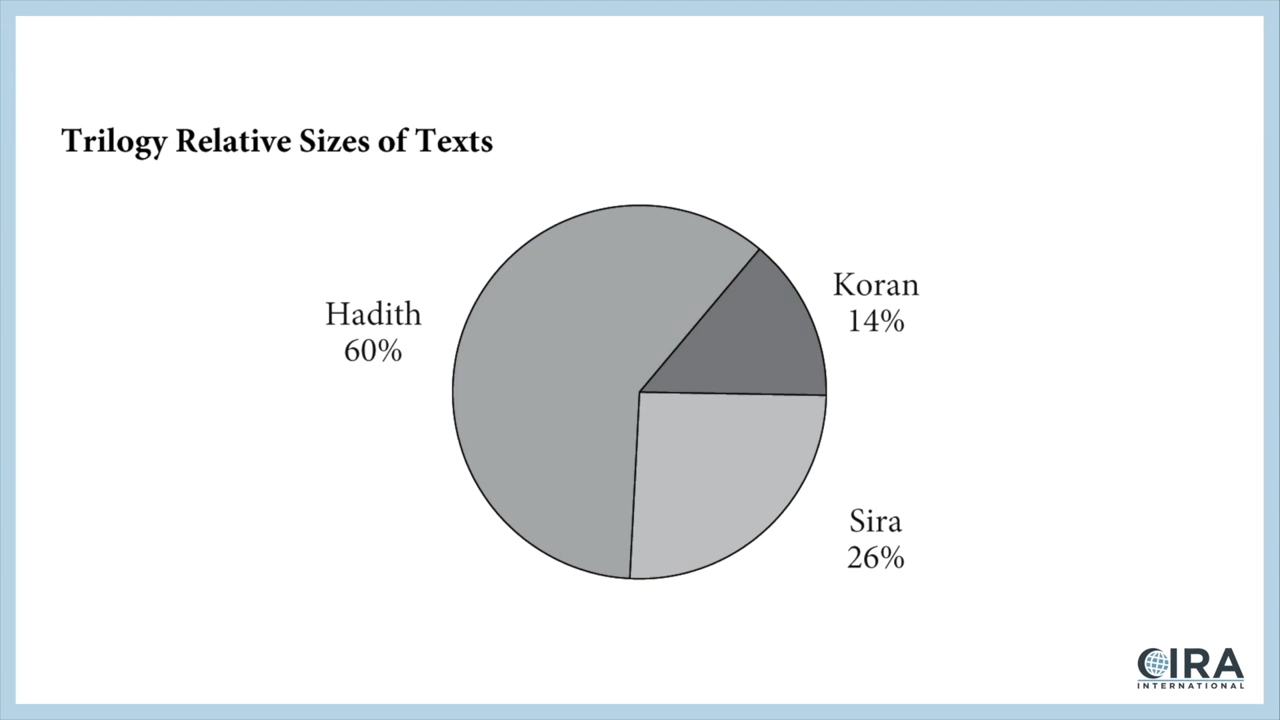 Trilogy Relative Sizes of Texts
Hadith
60%
Koran
14%
Sira
26%
CIRA
INTERNATIONAL